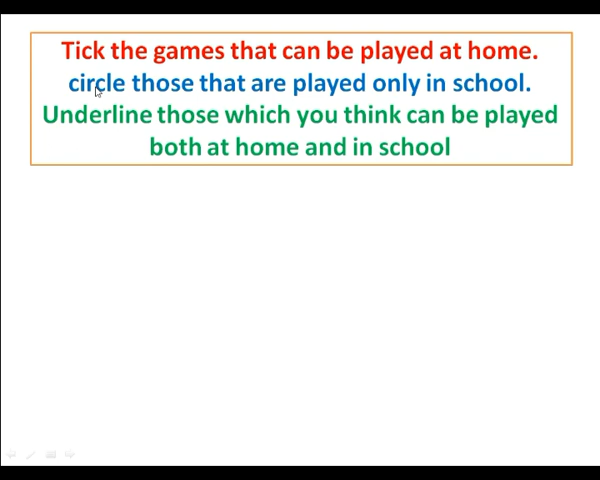 Tick the games that can be played at home.
circle those that are played only in school.
Underline those which you think can be played
both at home and in school